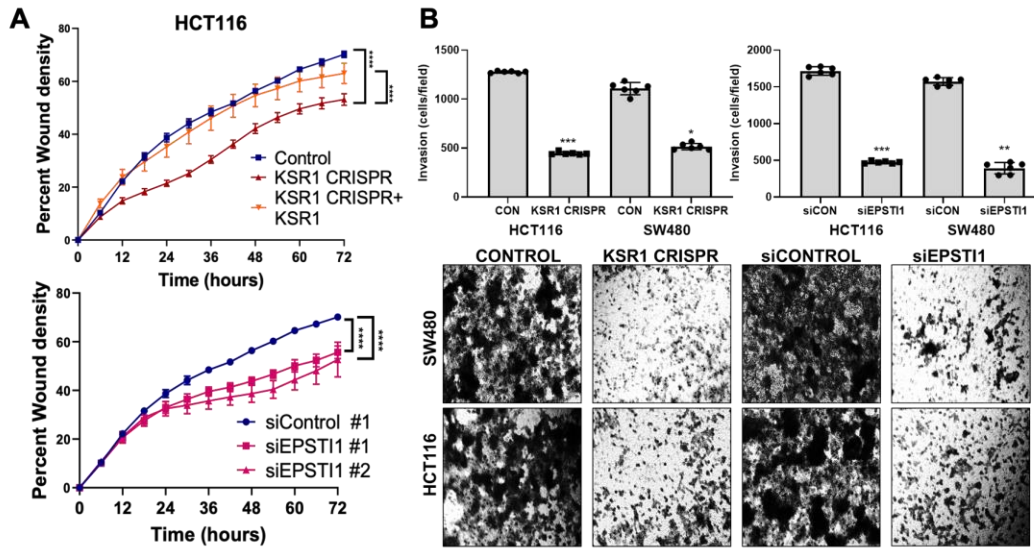 A
HCT116
Percent Wound density
80
60
40
20
0
Control
KSR1 CRISPR
KSR1 CRISPR+
KSR1
****
****
0 12 24 36 48 60 72
Time (hours)
Percent Wound density
80
60
40
20
0
siControl #1
siEPSTI1 #1
siEPSTI1 #2
****
****
0 12 24 36 48 60 72
Time (hours)
B
Invasion (cells/field)
1500
1000
500
0
***
*
CON KSR1 CRISPR CON KSR1 CRISPR
HCT116 SW480
Invasion (cells/field)
2000
1500
1000
500
0
***
**
siCON siEPSTI1 siCON siEPSTI1
HCT116 SW480
CONTROL KSR1 CRISPR siCONTROL siEPSTI1
SW480
HCT116